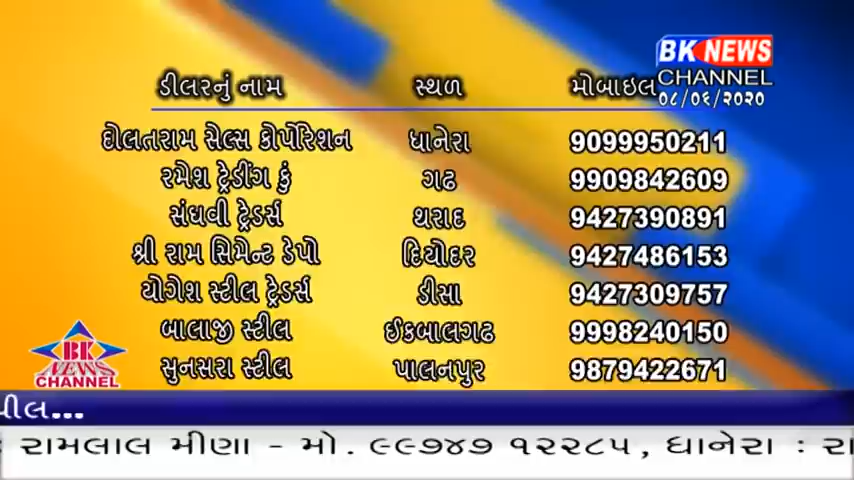 BK NEWS
CHANNEL
૦૮/૦૬/૨૦૨૦
ડીલરનું નામ સ્થળ મોબાઇલ
દોલતરામ સેલ્સ કોર્પોરેશન ધાનેરા 9099950211
રમેશ ટ્રેડીંગ કું ગઢ 9909842609
સંઘવી ટ્રેડર્સ થરાદ 9427390891
શ્રી રામ સિમેન્ટ ડેપો દિયોદર 9427486153
યોગેશ સ્ટીલ ટ્રેડર્સ ડીસા 9427309757
બાલાજી સ્ટીલ ઈકબાલગઢ 9998240150
સુનસરા સ્ટીલ પાલનપુર 9879422671
BK
NEWS
CHANNEL
પીલ...
: રામલાલ મીણા - મો. ૯૯૭૪૭ ૧૨૨૮૫, ધાનેરા : રા